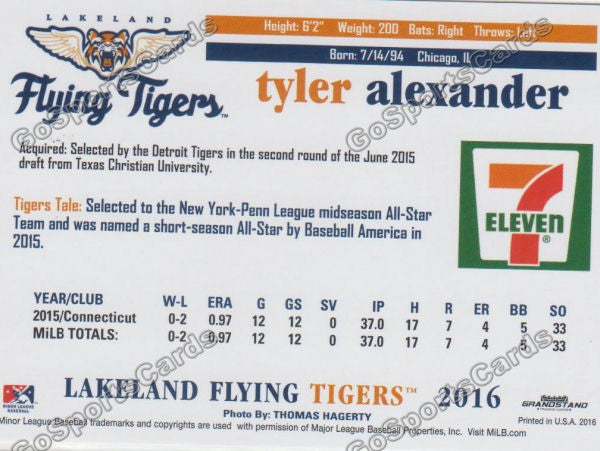 LAKELAND
Flying Tigers™
Height: 6'2" Weight: 200 Bats: Right Throws: Left
Born: 7/14/94 Chicago, IL
tyler alexander
Acquired: Selected by the Detroit Tigers in the second round of the June 2015
draft from Texas Christian University.
Tigers Tale: Selected to the New York-Penn League midseason All-Star
Team and was named a short-season All-Star by Baseball America in
2015.
7
ELEVEN®
YEAR/CLUB W-L ERA G GS SV IP H R ER BB SO
2015/Connecticut 0-2 0.97 12 12 0 37.0 17 7 4 5 33
MiLB TOTALS: 0-2 0.97 12 12 0 37.0 17 7 4 5 33
MINOR LEAGUE
BASEBALL
LAKELAND FLYING TIGERS™ 2016
GRANDSTAND
Photo By: THOMAS HAGERTY
Printed in U.S.A. 2016
Minor League Baseball trademarks and copyrights are used with permission of Major League Baseball Properties, Inc. Visit MiLB.com.
GoSportsCards